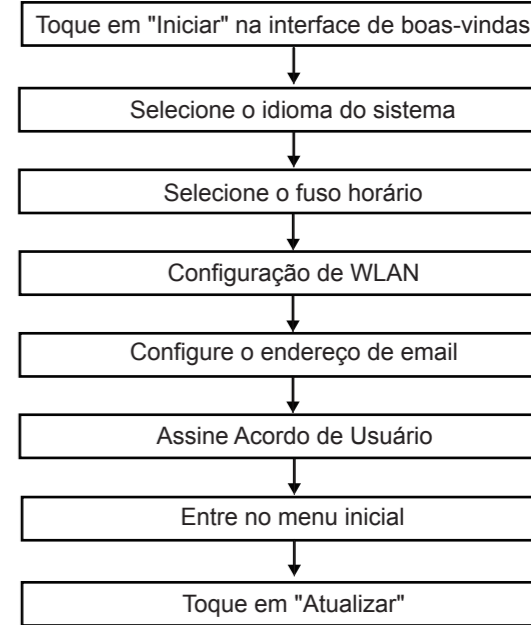 Toque em "Iniciar" na interface de boas-vindas
Selecione o idioma do sistema
Selecione o fuso horário
Configuração de WLAN
Configure o endereço de email
Assine Acordo de Usuário
Entre no menu inicial
Toque em "Atualizar"